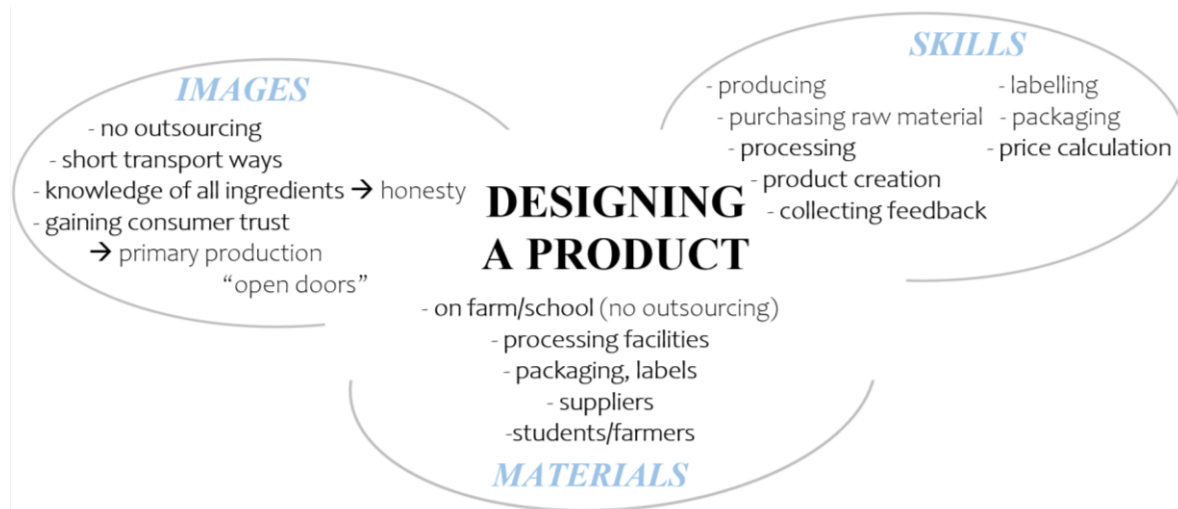 IMAGES
- no outsourcing
- short transport ways
- knowledge of all ingredients → honesty
- gaining consumer trust
→ primary production
“open doors”
SKILLS
- producing
- purchasing raw material
- processing
- product creation
- collecting feedback
- labelling
- packaging
- price calculation
DESIGNING
A PRODUCT
- on farm/school (no outsourcing)
- processing facilities
- packaging, labels
- suppliers
-students/farmers
MATERIALS